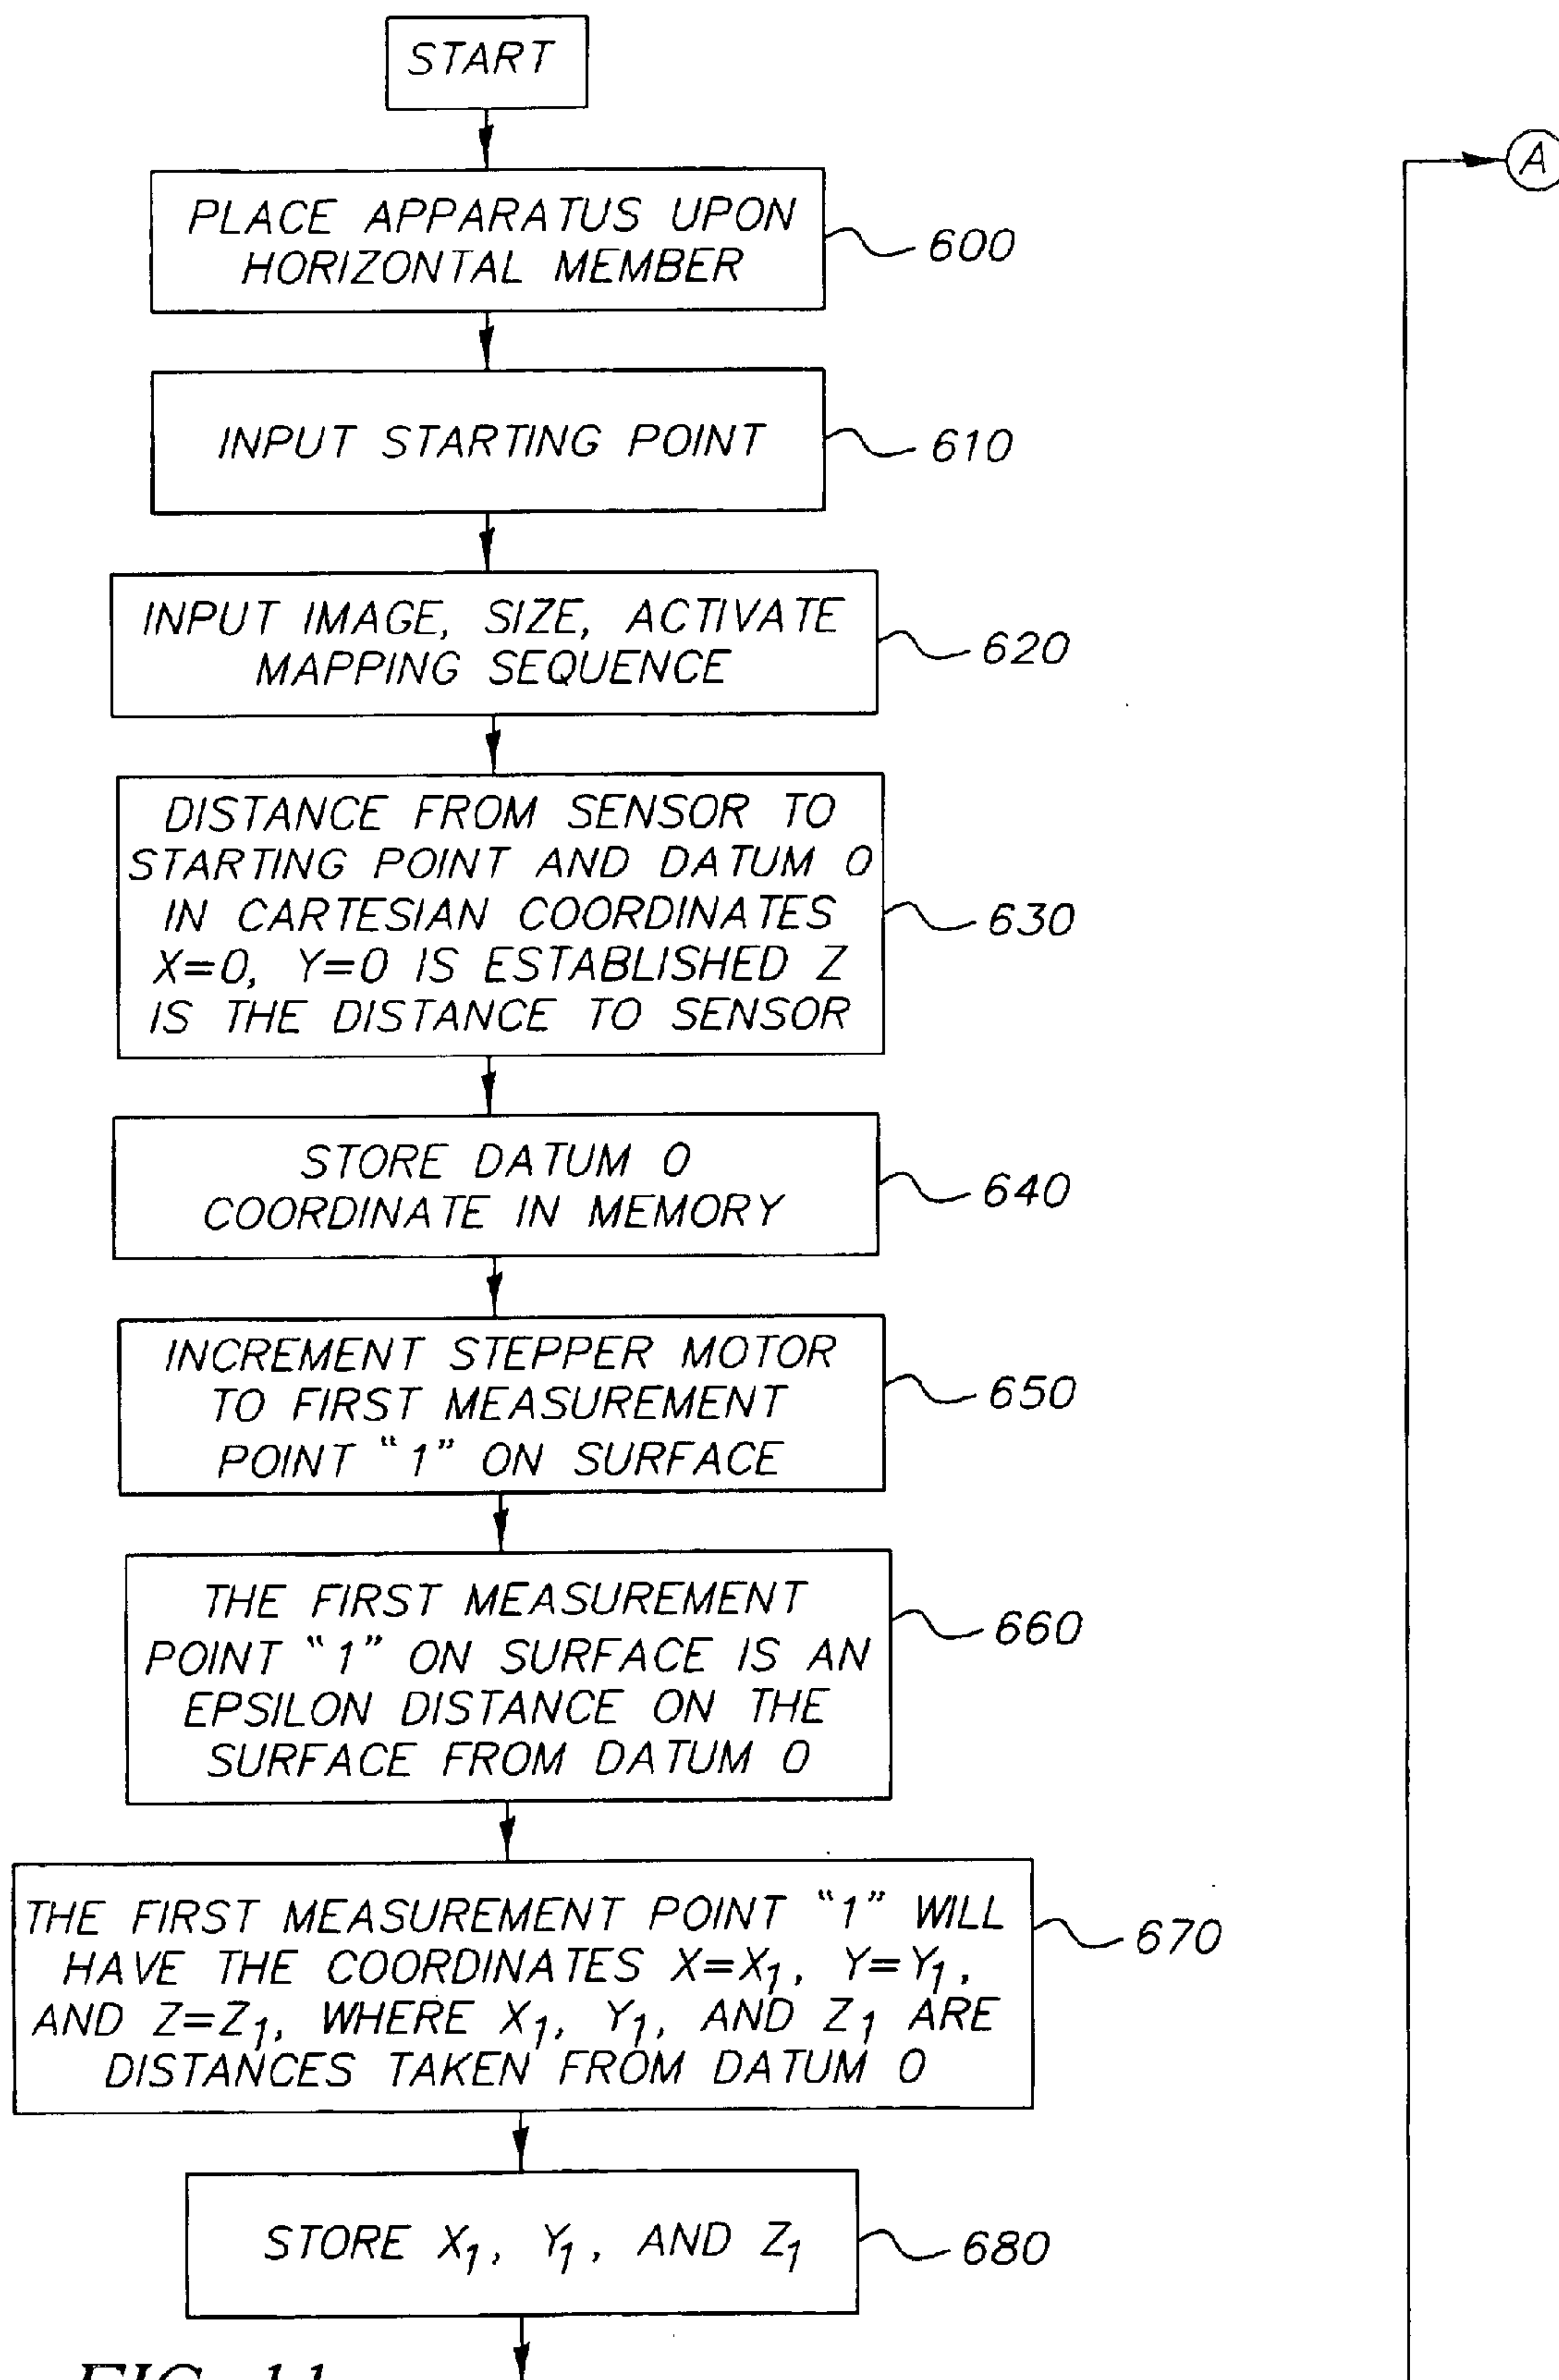 START
PLACE APPARATUS UPON
HORIZONTAL MEMBER
600
INPUT STARTING POINT
610
INPUT IMAGE, SIZE, ACTIVATE
MAPPING SEQUENCE
620
DISTANCE FROM SENSOR TO
STARTING POINT AND DATUM 0
IN CARTESIAN COORDINATES
X=0, Y=0 IS ESTABLISHED Z
IS THE DISTANCE TO SENSOR
630
STORE DATUM 0
COORDINATE IN MEMORY
640
INCREMENT STEPPER MOTOR
TO FIRST MEASUREMENT
POINT “1” ON SURFACE
650
THE FIRST MEASUREMENT
POINT “1” ON SURFACE IS AN
EPSILON DISTANCE ON THE
SURFACE FROM DATUM 0
660
THE FIRST MEASUREMENT POINT “1” WILL
HAVE THE COORDINATES X=X₁, Y=Y₁,
AND Z=Z₁, WHERE X₁, Y₁, AND Z₁ ARE
DISTANCES TAKEN FROM DATUM 0
670
STORE X₁, Y₁, AND Z₁
680
A